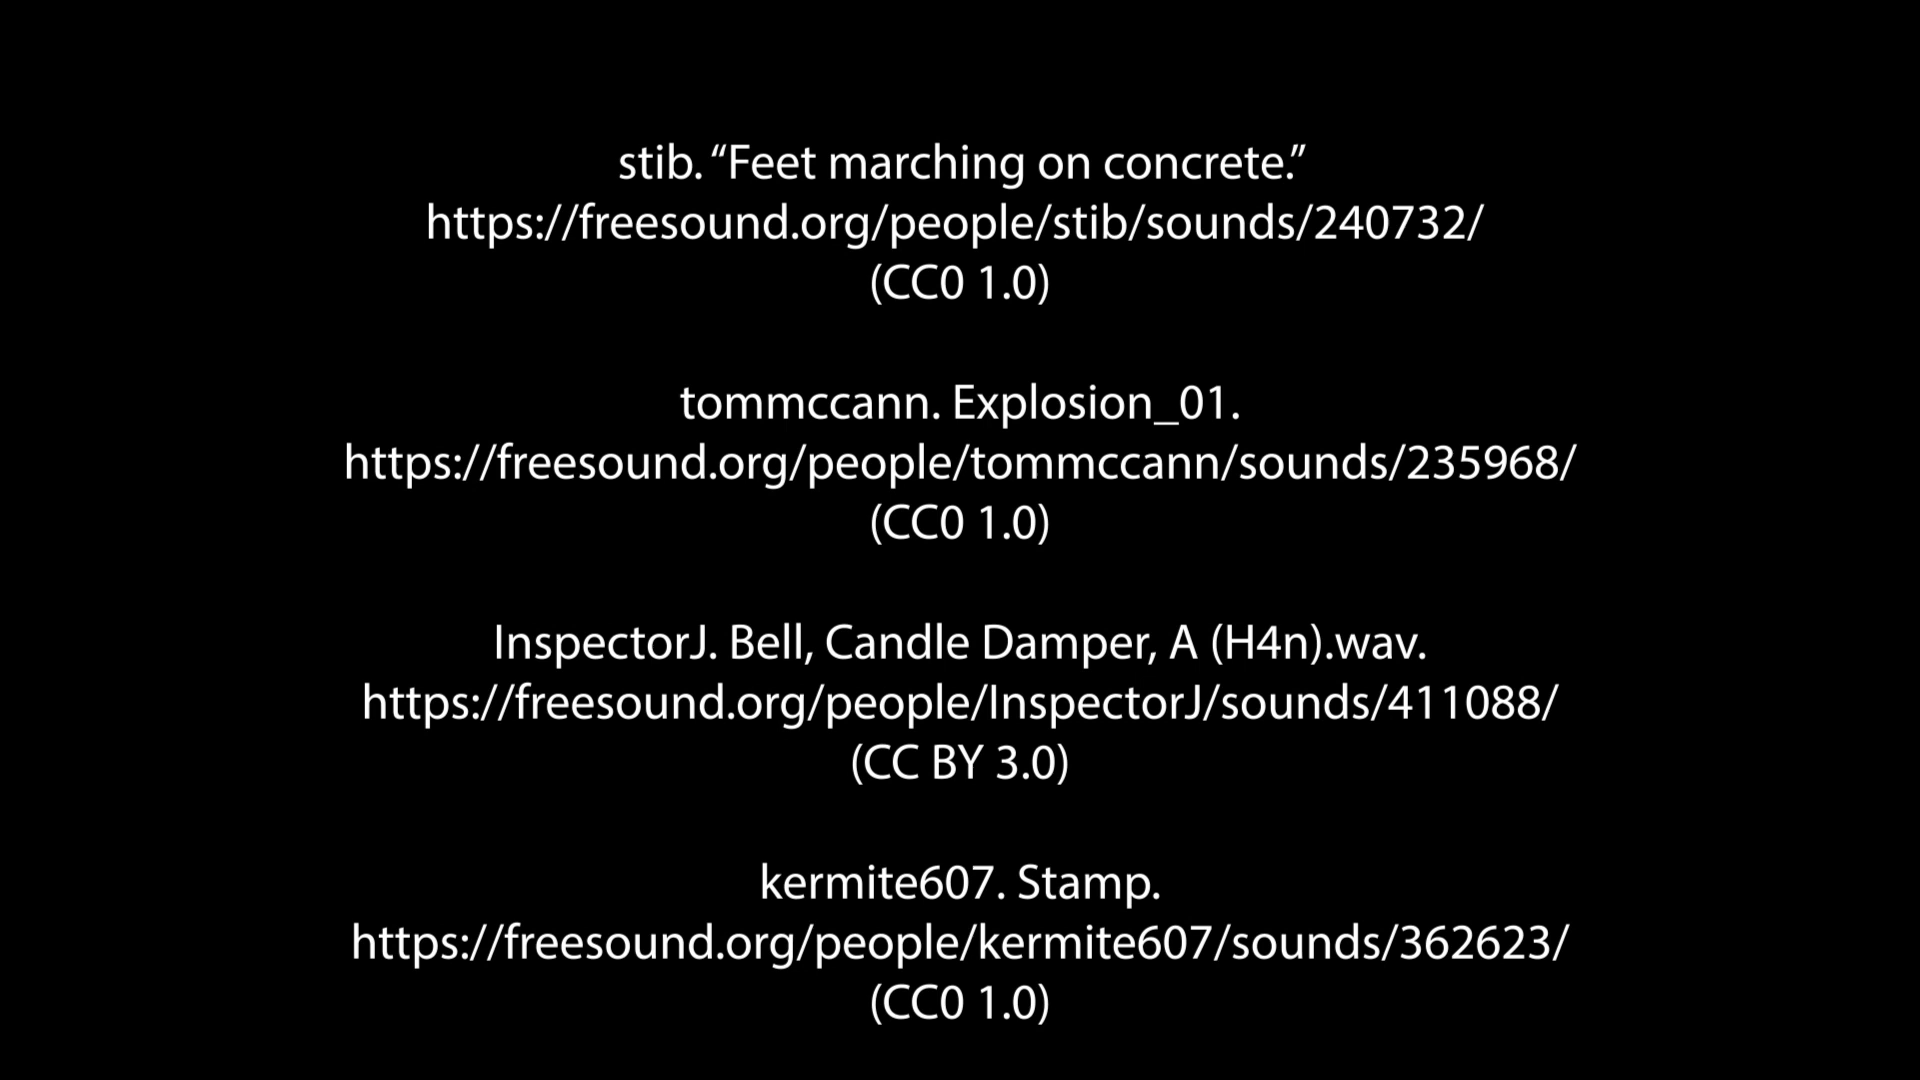 stib. “Feet marching on concrete.”
https://freesound.org/people/stib/sounds/240732/
(CC0 1.0)
tommccann. Explosion_01.
https://freesound.org/people/tommccann/sounds/235968/
(CC0 1.0)
InspectorJ. Bell, Candle Damper, A (H4n).wav.
https://freesound.org/people/InspectorJ/sounds/411088/
(CC BY 3.0)
kermite607. Stamp.
https://freesound.org/people/kermite607/sounds/362623/
(CC0 1.0)